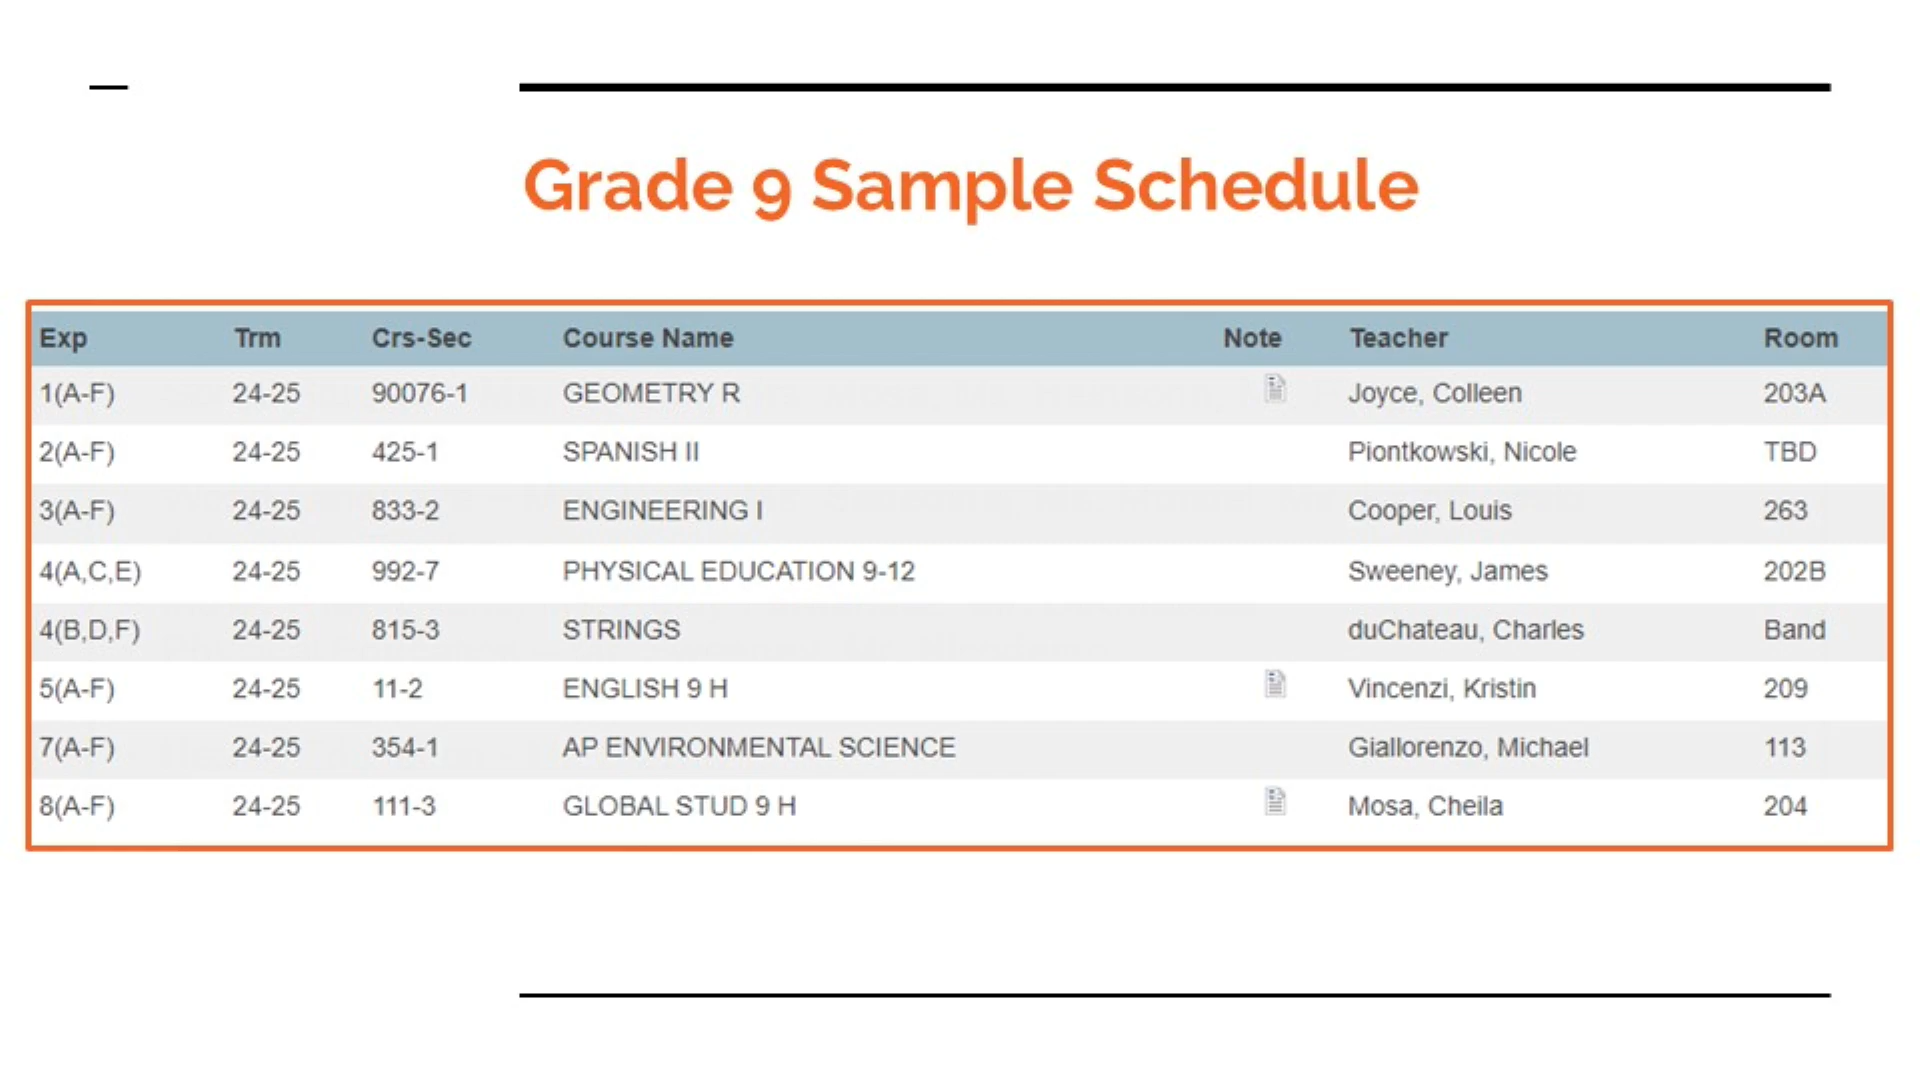 Grade 9 Sample Schedule
Exp Trm Crs-Sec Course Name Note Teacher Room
1(A-F) 24-25 90076-1 GEOMETRY R Joyce, Colleen 203A
2(A-F) 24-25 425-1 SPANISH II Piontkowski, Nicole TBD
3(A-F) 24-25 833-2 ENGINEERING I Cooper, Louis 263
4(A,C,E) 24-25 992-7 PHYSICAL EDUCATION 9-12 Sweeney, James 202B
4(B,D,F) 24-25 815-3 STRINGS duChateau, Charles Band
5(A-F) 24-25 11-2 ENGLISH 9 H Vincenzi, Kristin 209
7(A-F) 24-25 354-1 AP ENVIRONMENTAL SCIENCE Giallorenzo, Michael 113
8(A-F) 24-25 111-3 GLOBAL STUD 9 H Mosa, Cheila 204